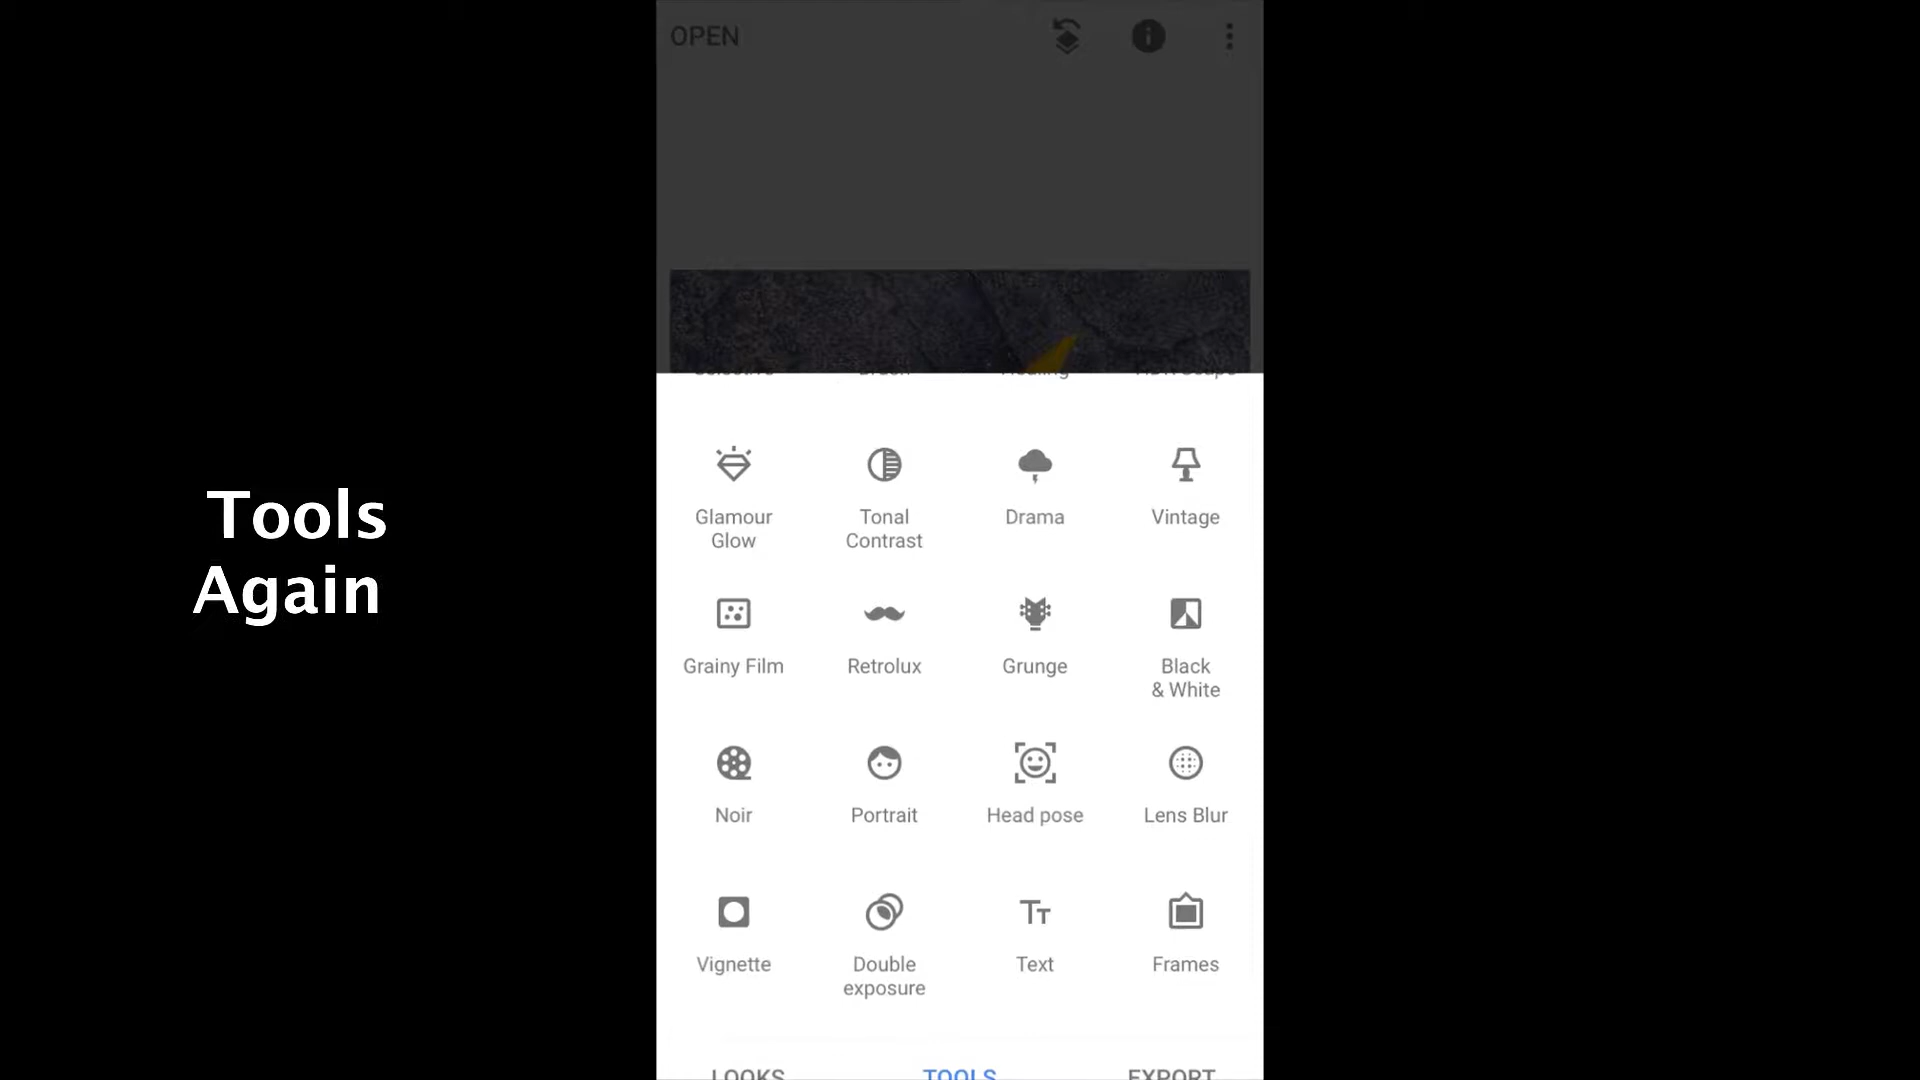 OPEN
Glamour
Glow
Tonal
Contrast
Drama
Vintage
Tools
Again
Grainy Film
Retrolux
Grunge
Black
& White
Noir
Portrait
Head pose
Lens Blur
Vignette
Double
exposure
Text
Frames
LOOKS
TOOLS
EXPORT